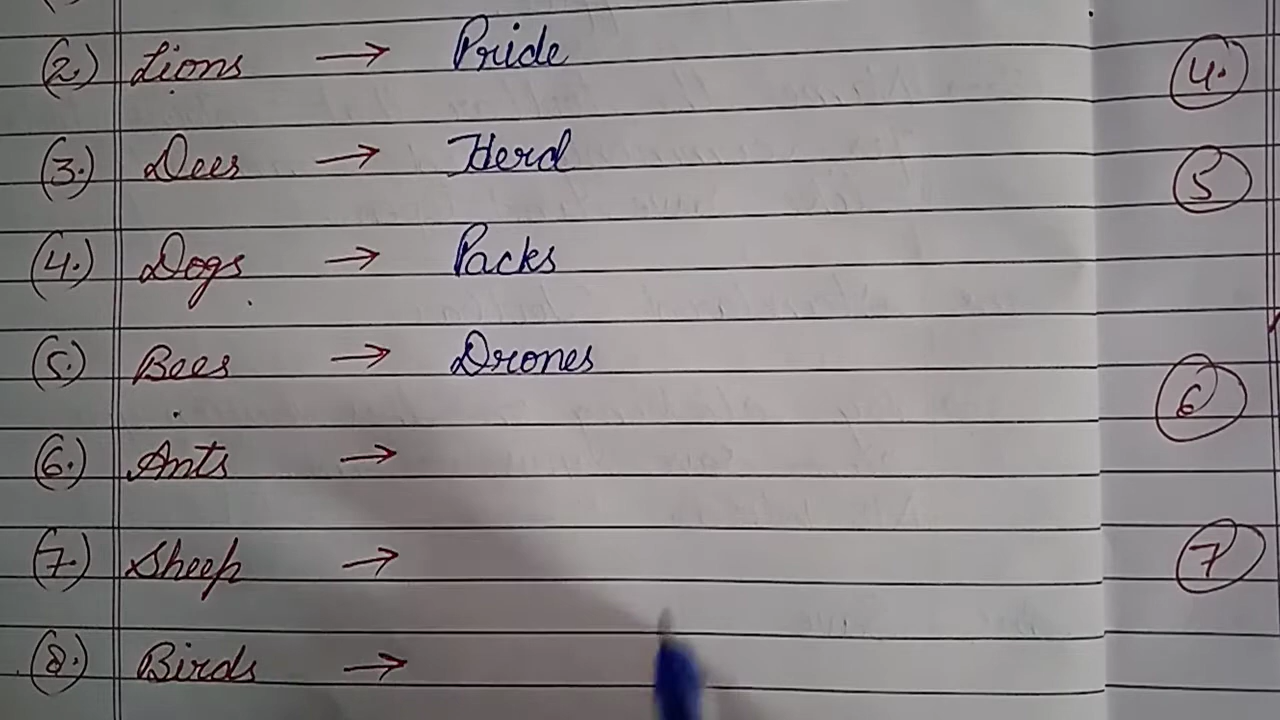 (2) Lions → Pride
(3.) Deer → Herd
(4.) Dogs → Packs
(5.) Bees → Drones
(6.) Ants →
(7.) Sheep →
(8.) Birds →
4.
5
6
7